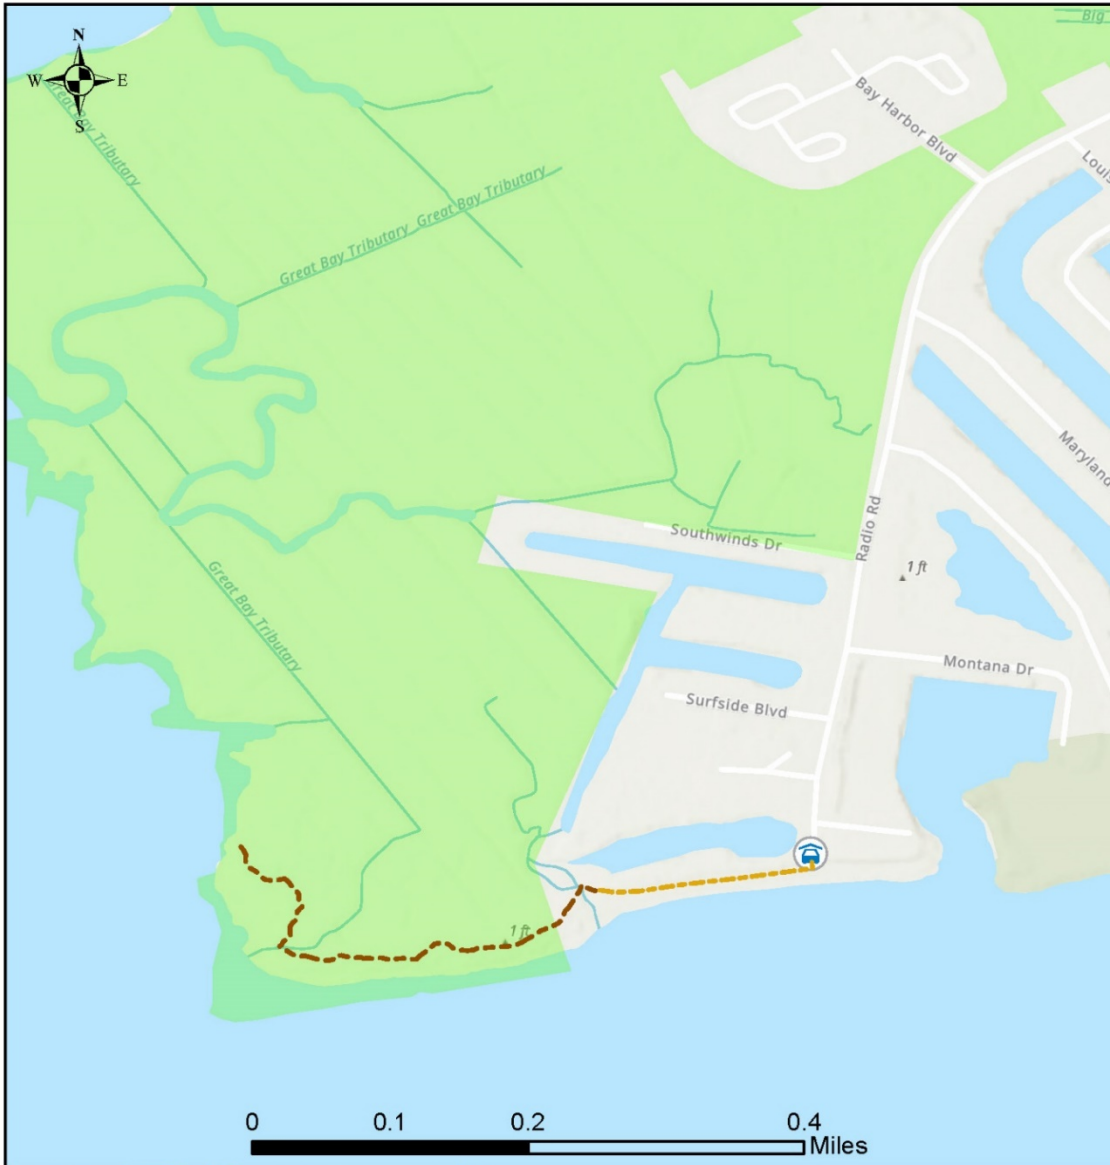 Big
N
W
E
S
Great Bay Tributary
Bay Harbor Blvd
Louis
Great Bay Tributary
Great Bay Tributary
Maryland
Radio Rd
Southwinds Dr
1 ft
Great Bay Tributary
Montana Dr
Surfside Blvd
1 ft
0
0.1
0.2
0.4
Miles